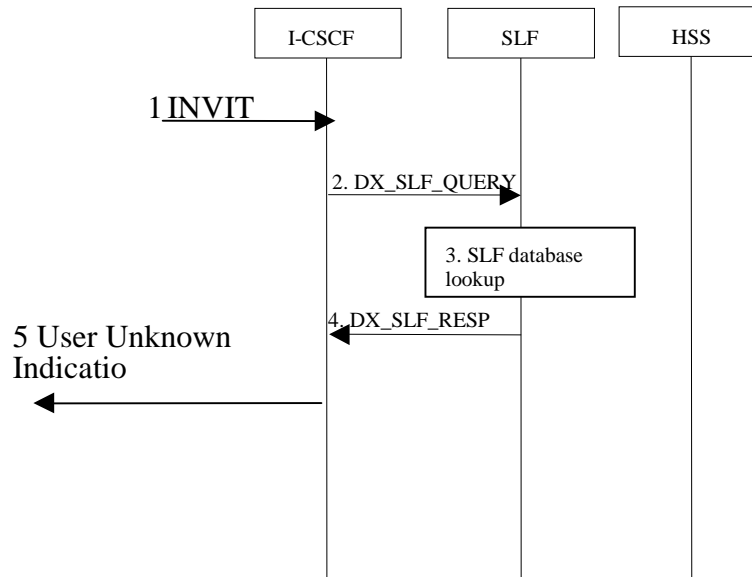 I-CSCF
SLF
HSS
1 INVIT
2. DX_SLF_QUERY
3. SLF database
lookup
4. DX_SLF_RESP
5 User Unknown
Indicatio